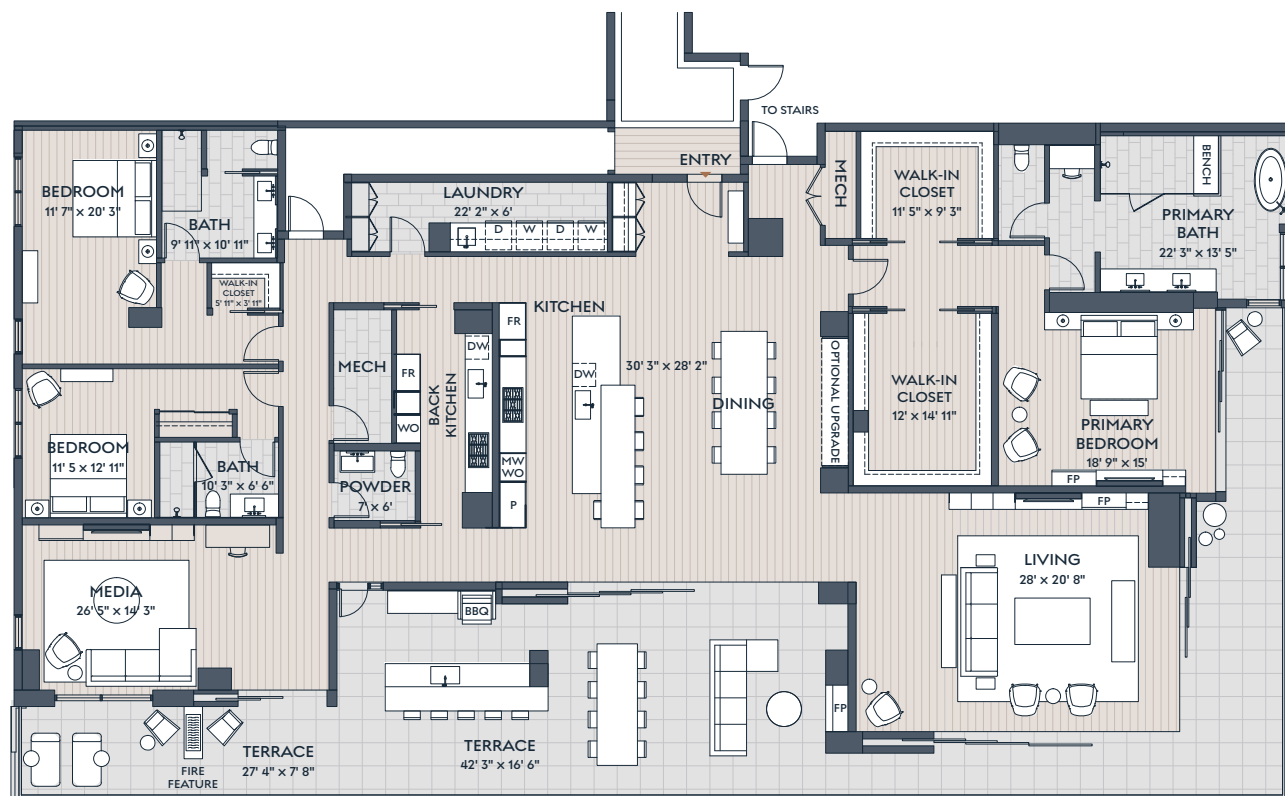 TO STAIRS
ENTRY
BEDROOM
11' 7" x 20' 3"
BATH
9' 11" x 10' 11"
WALK-IN
CLOSET
5' 11" x 3' 11"
LAUNDRY
22' 2" x 6'
D
W
D
W
MECH
WALK-IN
CLOSET
11' 5" x 9' 3"
BENCH
PRIMARY
BATH
22' 3" x 13' 5"
KITCHEN
30' 3" x 28' 2"
FR
DW
DW
MECH
FR
WO
BACK
KITCHEN
MW
WO
P
DINING
OPTIONAL UPGRADE
WALK-IN
CLOSET
12' x 14' 11"
PRIMARY
BEDROOM
18' 9" x 15'
FP
FP
BEDROOM
11' 5 x 12' 11"
BATH
10' 3" x 6' 6"
POWDER
7' x 6'
MEDIA
26' 5" x 14' 3"
LIVING
28' x 20' 8"
BBQ
FP
TERRACE
27' 4" x 7' 8"
TERRACE
42' 3" x 16' 6"
FIRE
FEATURE